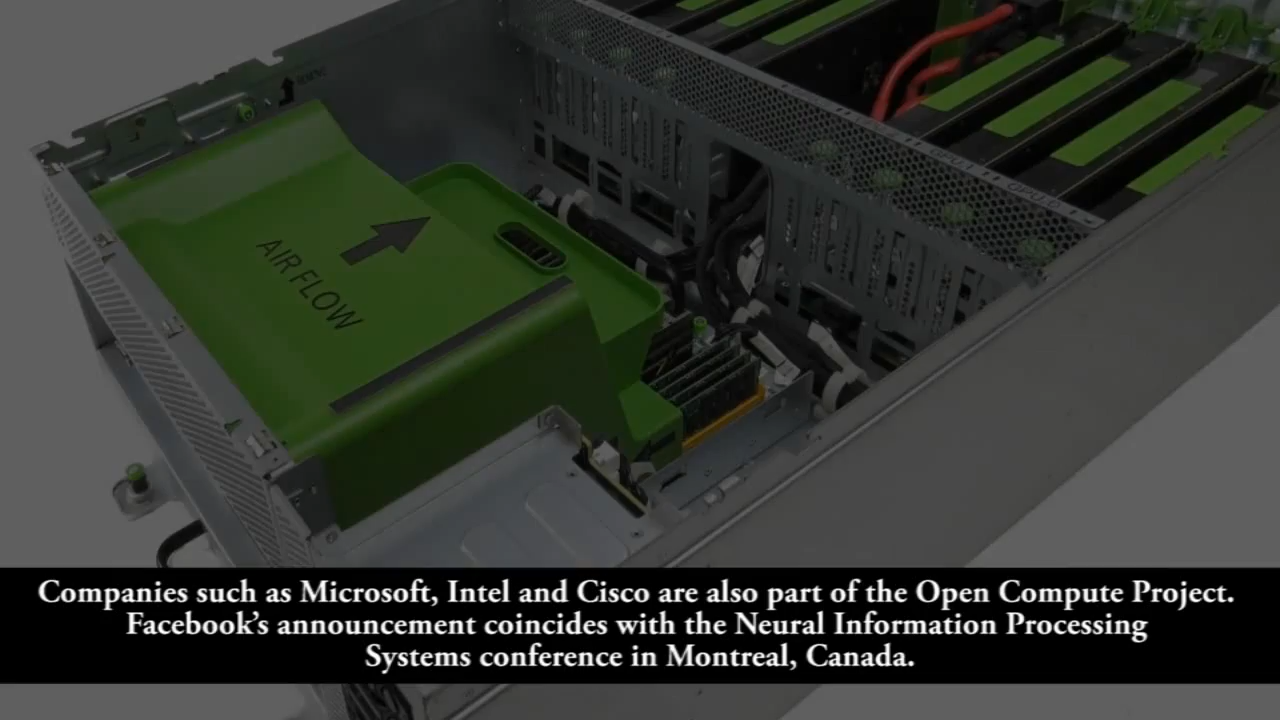 REMOVE
AIR FLOW
Companies such as Microsoft, Intel and Cisco are also part of the Open Compute Project.
Facebook's announcement coincides with the Neural Information Processing
Systems conference in Montreal, Canada.